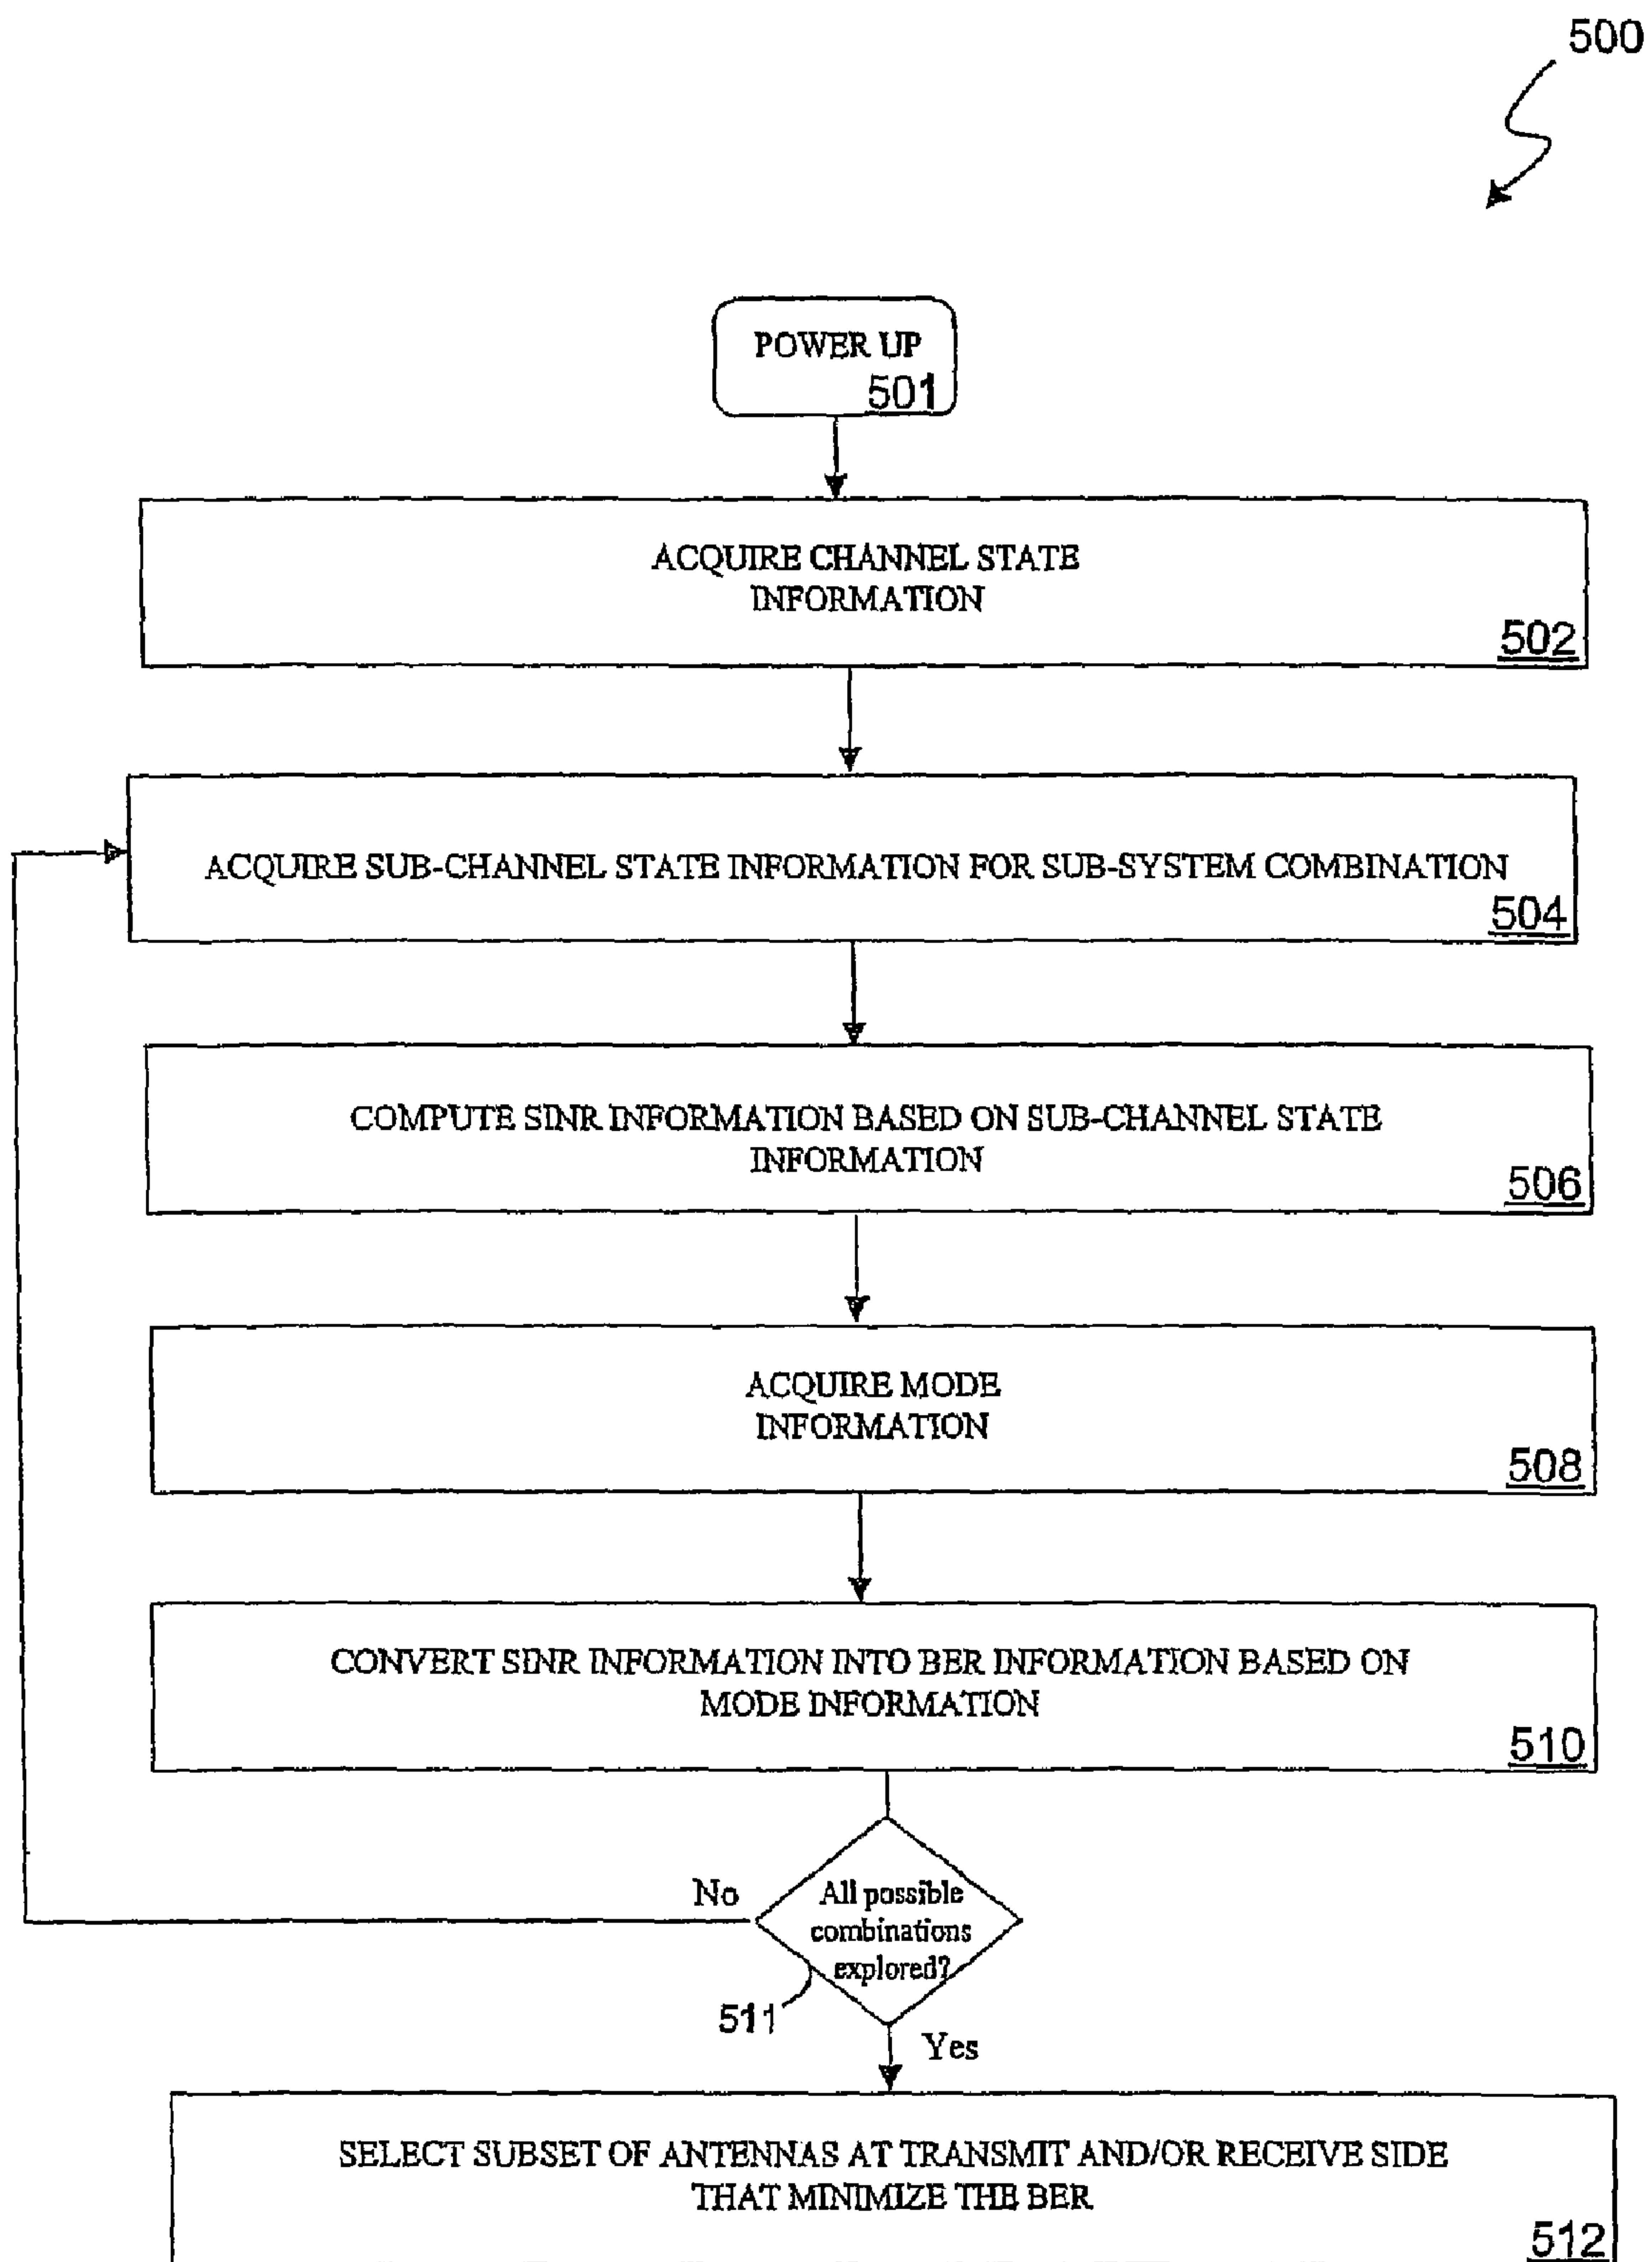 500
POWER UP
501
ACQUIRE CHANNEL STATE
INFORMATION
502
ACQUIRE SUB-CHANNEL STATE INFORMATION FOR SUB-SYSTEM COMBINATION
504
COMPUTE SINR INFORMATION BASED ON SUB-CHANNEL STATE
INFORMATION
506
ACQUIRE MODE
INFORMATION
508
CONVERT SINR INFORMATION INTO BER INFORMATION BASED ON
MODE INFORMATION
510
No
All possible
combinations
explored?
511
Yes
SELECT SUBSET OF ANTENNAS AT TRANSMIT AND/OR RECEIVE SIDE
THAT MINIMIZE THE BER
512